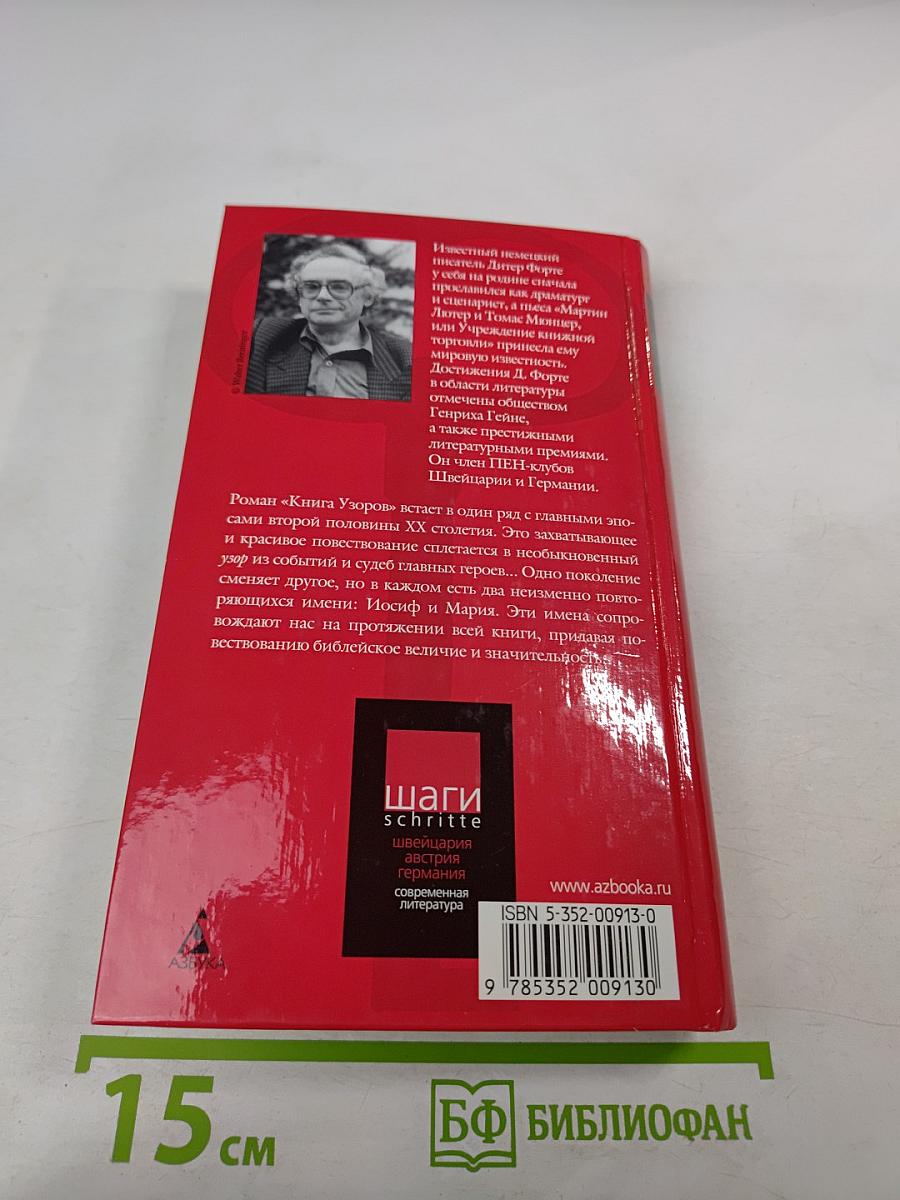 Известный немецкий
писатель Дитер Форте
у себя на родине сначала
прославился как драматург
и сценарист, а пьеса «Мартин
Лютер и Томас Мюнцер,
или Учреждение книжной
торговли» принесла ему
мировую известность.
Достижения Д. Форте
в области литературы
отмечены обществом
Генриха Гейне,
а также престижными
литературными премиями.
Он член ПЕН-клубов
Швейцарии и Германии.
© Walter
Роман «Книга Узоров» встает в один ряд с главными эпо-
сами второй половины XX столетия. Это захватывающее
и красивое повествование сплетается в необыкновенный
узор из событий и судеб главных героев... Одно поколение
сменяет другое, но в каждом есть два неизменно повто-
ряющихся имени: Иосиф и Мария. Эти имена сопро-
вождают нас на протяжении всей книги, придавая по-
вествованию библейское величие и значительность.
шаги
schritte
швейцария
австрия
германия
современная
литература
www.azbooka.ru
ISBN 5-352-00913-0
9 785352 009130
АЗБУКА
15 см
БФ БИБЛИОФАН